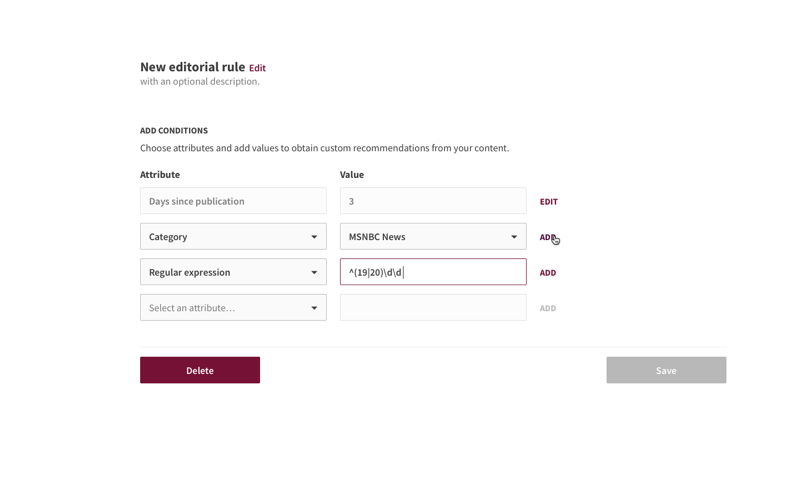 New editorial rule Edit
with an optional description.
ADD CONDITIONS
Choose attributes and add values to obtain custom recommendations from your content.
Attribute Value
Days since publication 3 EDIT
Category MSNBC News ADD
Regular expression ^(19|20)\d\d ADD
Select an attribute... ADD
Delete Save